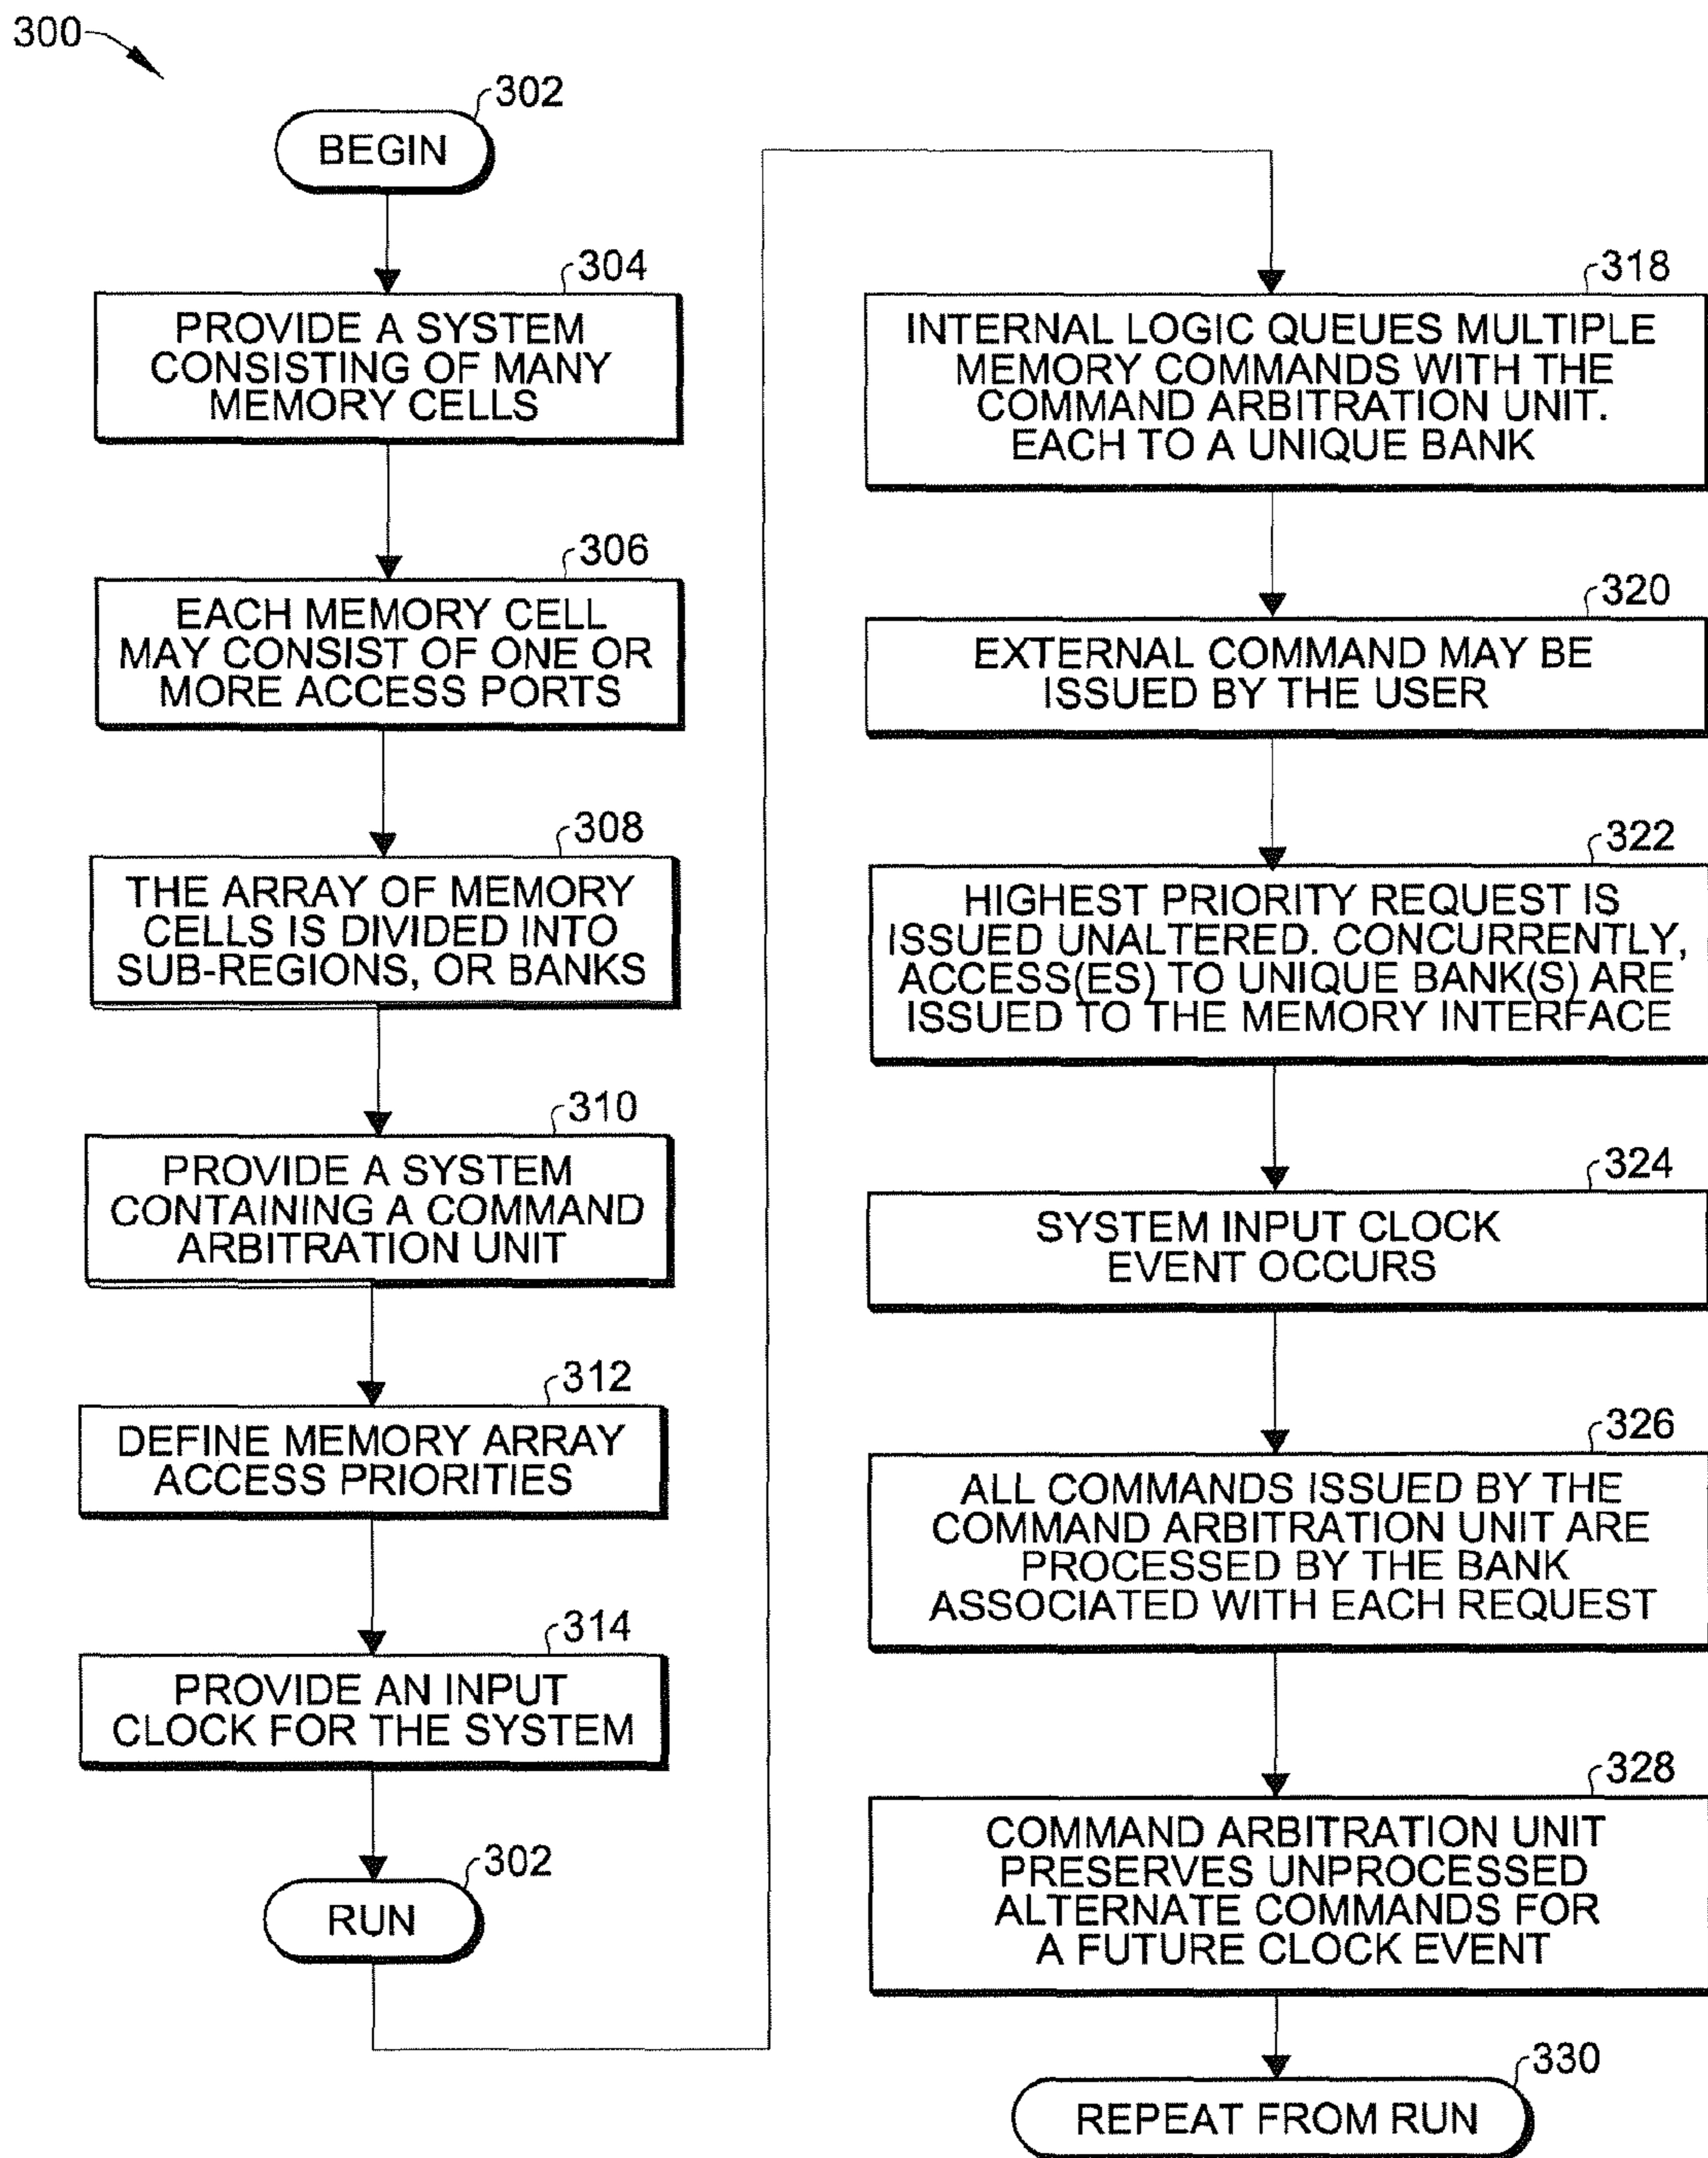 300
302
BEGIN
304
PROVIDE A SYSTEM
CONSISTING OF MANY
MEMORY CELLS
306
EACH MEMORY CELL
MAY CONSIST OF ONE OR
MORE ACCESS PORTS
308
THE ARRAY OF MEMORY
CELLS IS DIVIDED INTO
SUB-REGIONS, OR BANKS
310
PROVIDE A SYSTEM
CONTAINING A COMMAND
ARBITRATION UNIT
312
DEFINE MEMORY ARRAY
ACCESS PRIORITIES
314
PROVIDE AN INPUT
CLOCK FOR THE SYSTEM
302
RUN
318
INTERNAL LOGIC QUEUES MULTIPLE
MEMORY COMMANDS WITH THE
COMMAND ARBITRATION UNIT.
EACH TO A UNIQUE BANK
320
EXTERNAL COMMAND MAY BE
ISSUED BY THE USER
322
HIGHEST PRIORITY REQUEST IS
ISSUED UNALTERED. CONCURRENTLY,
ACCESS(ES) TO UNIQUE BANK(S) ARE
ISSUED TO THE MEMORY INTERFACE
324
SYSTEM INPUT CLOCK
EVENT OCCURS
326
ALL COMMANDS ISSUED BY THE
COMMAND ARBITRATION UNIT ARE
PROCESSED BY THE BANK
ASSOCIATED WITH EACH REQUEST
328
COMMAND ARBITRATION UNIT
PRESERVES UNPROCESSED
ALTERNATE COMMANDS FOR
A FUTURE CLOCK EVENT
330
REPEAT FROM RUN